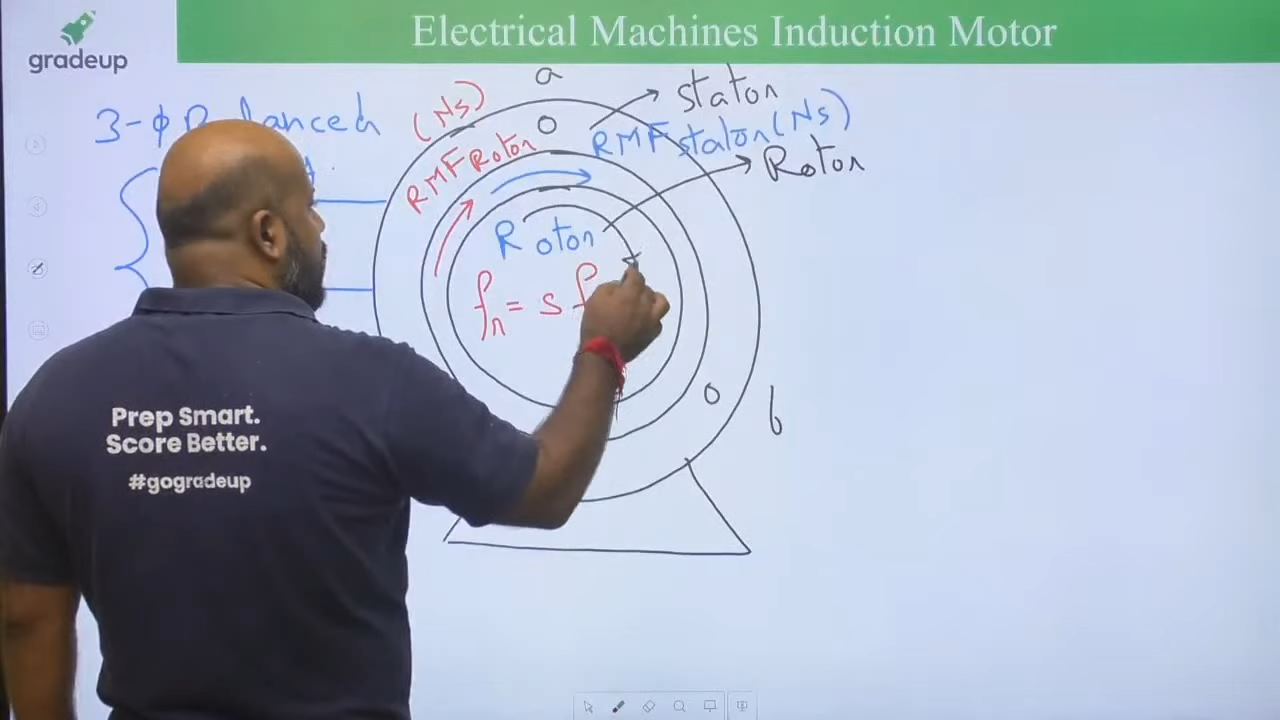 Electrical Machines Induction Motor
gradeup
a
3-ɸ
(Ns)
Stator
RMF Rotor
RMF stator (Ns)
Rotor
Rotor
fr = s f
b
Prep Smart.
Score Better.
#gogradeup